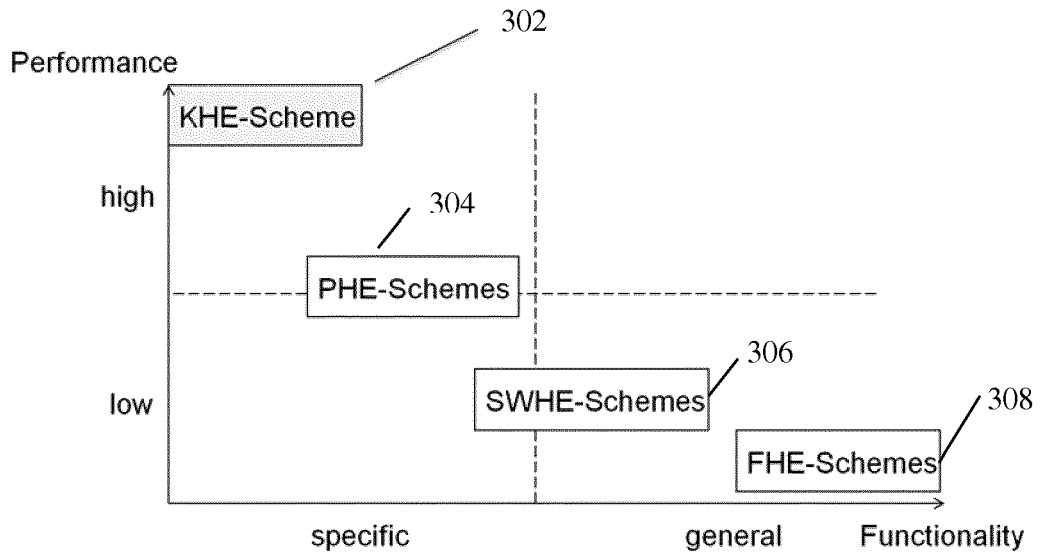 302
Performance
KHE-Scheme
high
304
PHE-Schemes
306
low
SWHE-Schemes
308
FHE-Schemes
specific
general
Functionality